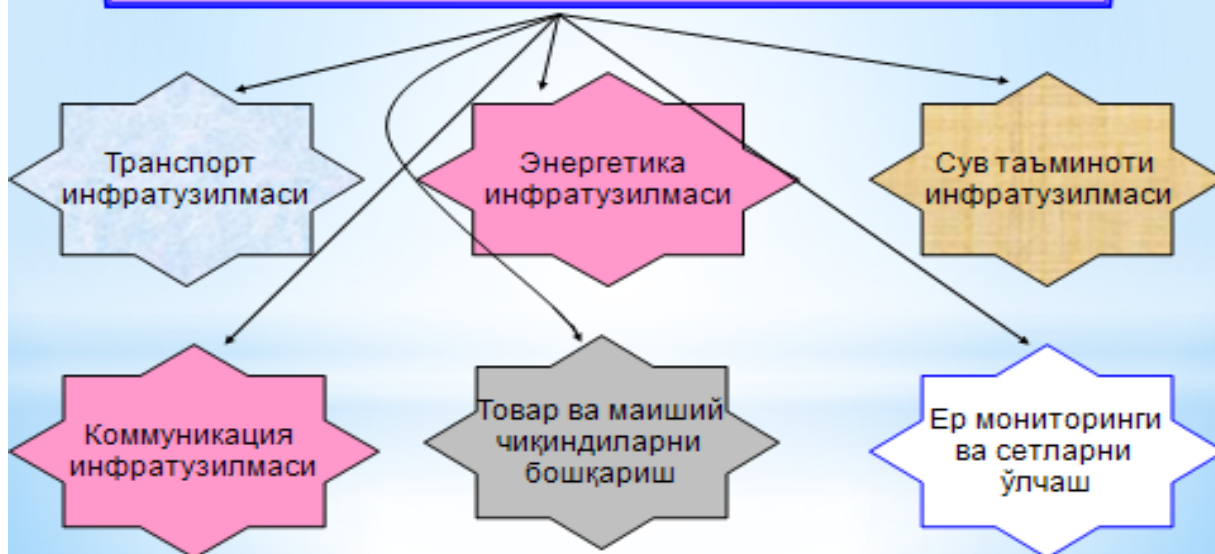 Транспорт
инфратузилмаси
Энергетика
инфратузилмаси
Сув таъминоти
инфратузилмаси
Коммуникация
инфратузилмаси
Товар ва маиший
чиқиндиларни
бошқариш
Ер мониторинги
ва сетларни
ўлчаш